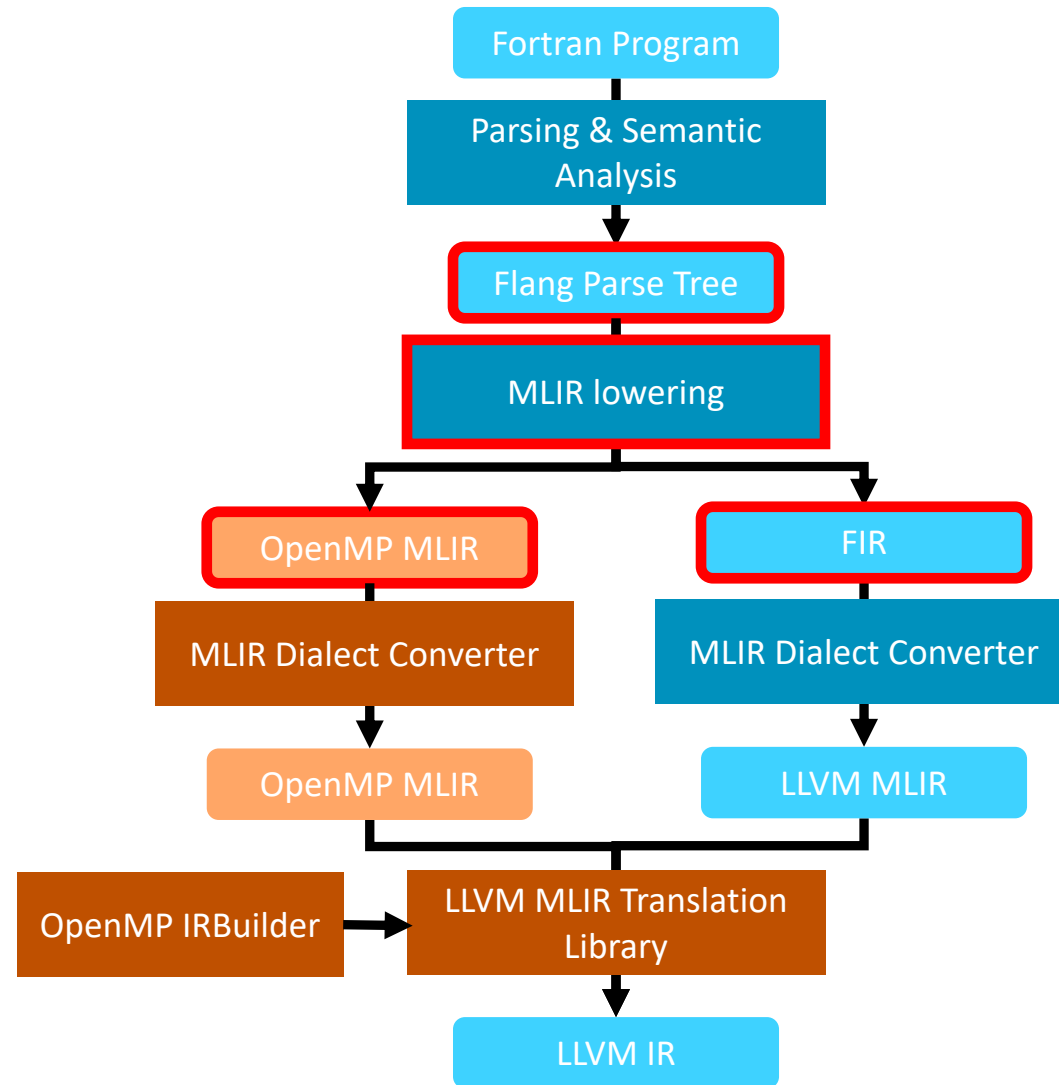 Fortran Program
Parsing & Semantic
Analysis
Flang Parse Tree
MLIR lowering
OpenMP MLIR
FIR
MLIR Dialect Converter
MLIR Dialect Converter
OpenMP MLIR
LLVM MLIR
OpenMP IRBuilder
LLVM MLIR Translation
Library
LLVM IR